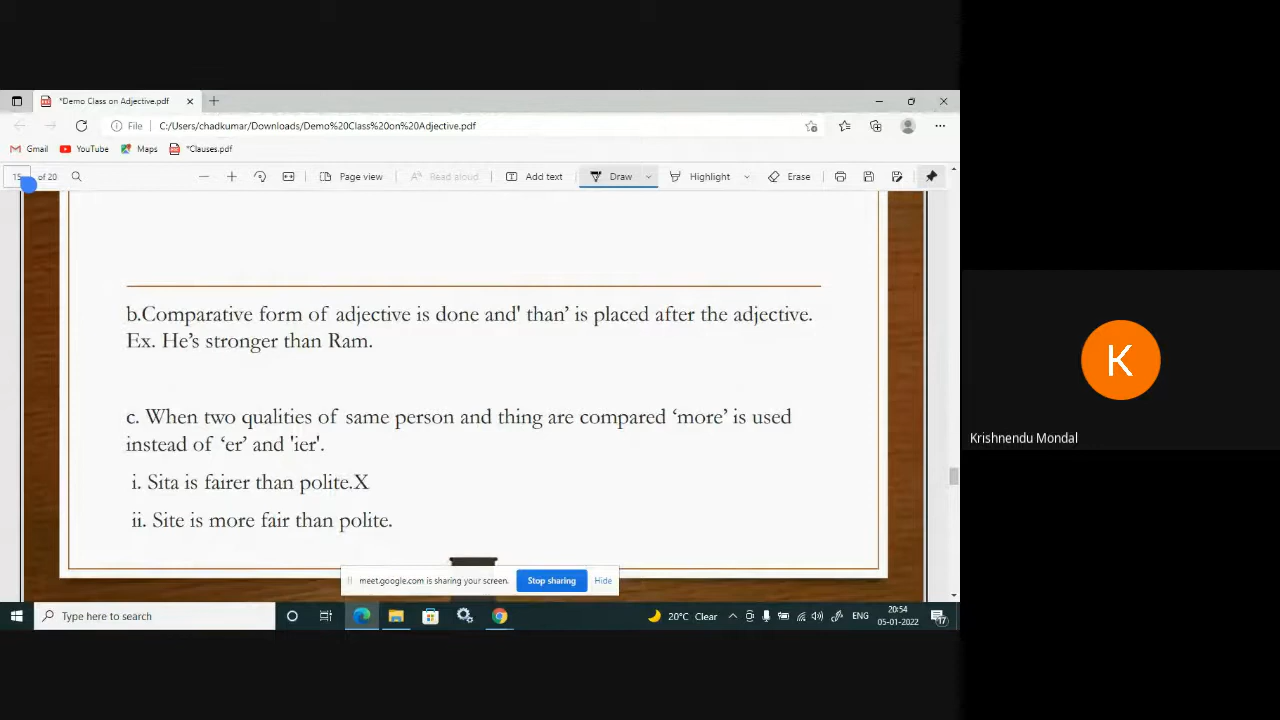 *Demo Class on Adjective.pdf
File C:/Users/chadkumar/Downloads/Demo%20Class%20on%20Adjective.pdf
Gmail YouTube Maps *Clauses.pdf
15 of 20 Page view Read aloud Add text Draw Highlight Erase
b.Comparative form of adjective is done and' than’ is placed after the adjective.
Ex. He’s stronger than Ram.
c. When two qualities of same person and thing are compared ‘more’ is used
instead of ‘er’ and 'ier'.
i. Sita is fairer than polite.X
ii. Site is more fair than polite.
meet.google.com is sharing your screen. Stop sharing Hide
Type here to search 20°C Clear ENG 20:54
05-01-2022
17
K
Krishnendu Mondal